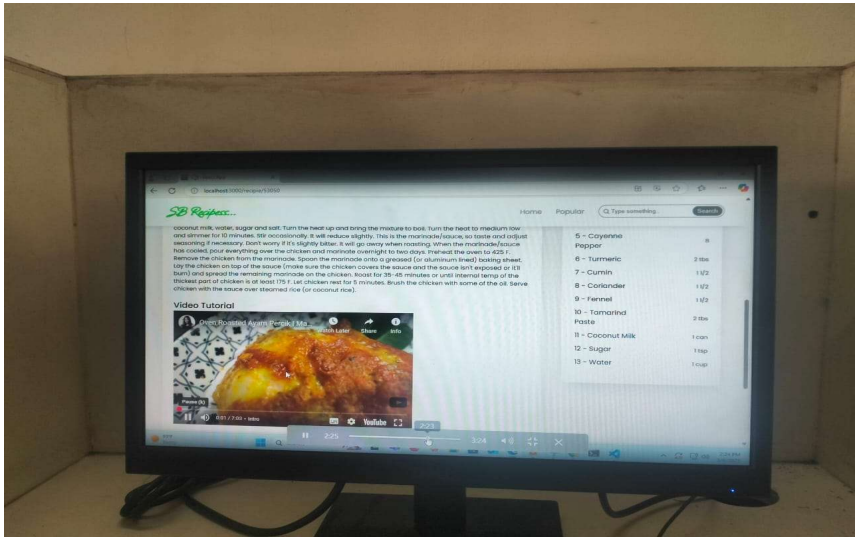 localhost:3000/recipie/53050
SB Recipess...
Home
Popular
Type something..
Search
coconut milk, water, sugar and salt. Turn the heat up and bring the mixture to boil. Turn the heat to medium low
and simmer for 10 minutes. Stir occasionally. It will reduce slightly. This is the marinade/sauce, so taste and adjust
seasoning if necessary. Don't worry if it's slightly bitter. It will go away when roasting. When the marinade/sauce
has cooled, pour everything over the chicken and marinate overnight to two days. Preheat the oven to 425 F.
Remove the chicken from the marinade. Spoon the marinade onto a greased (or aluminum lined) baking sheet.
Lay the chicken on top of the sauce (make sure the chicken covers the sauce and the sauce isn't exposed or it'll
burn) and spread the remaining marinade on the chicken. Roast for 35-45 minutes or until internal temp of the
thickest part of chicken is at least 175 F. Let chicken rest for 5 minutes. Brush the chicken with some of the oil. Serve
chicken with the sauce over steamed rice (or coconut rice).
Video Tutorial
Oven Roasted Ayam Percik | Ma
Watch Later
Share
Info
Pause (k)
0:01 / 7:03 • Intro
YouTube
5 - Cayenne
Pepper
8
6 - Turmeric
2 tbs
7 - Cumin
1 1/2
8 - Coriander
1 1/2
9 - Fennel
1 1/2
10 - Tamarind
Paste
2 tbs
11 - Coconut Milk
1 can
12 - Sugar
1 tsp
13 - Water
1 cup
2:23
2:25
3:24